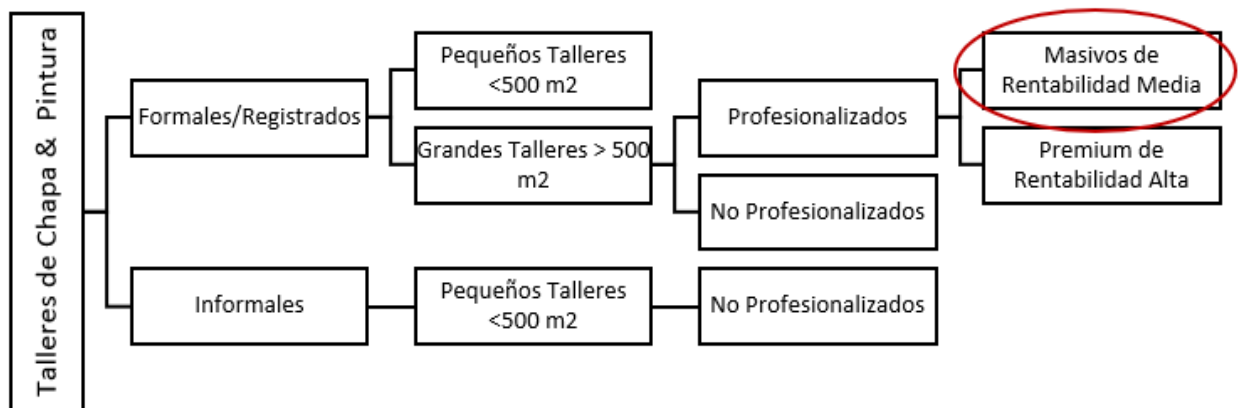 Talleres de Chapa & Pintura
Formales/Registrados
Pequeños Talleres
<500 m2
Grandes Talleres > 500
m2
Profesionalizados
No Profesionalizados
Masivos de
Rentabilidad Media
Premium de
Rentabilidad Alta
Informales
Pequeños Talleres
<500 m2
No Profesionalizados